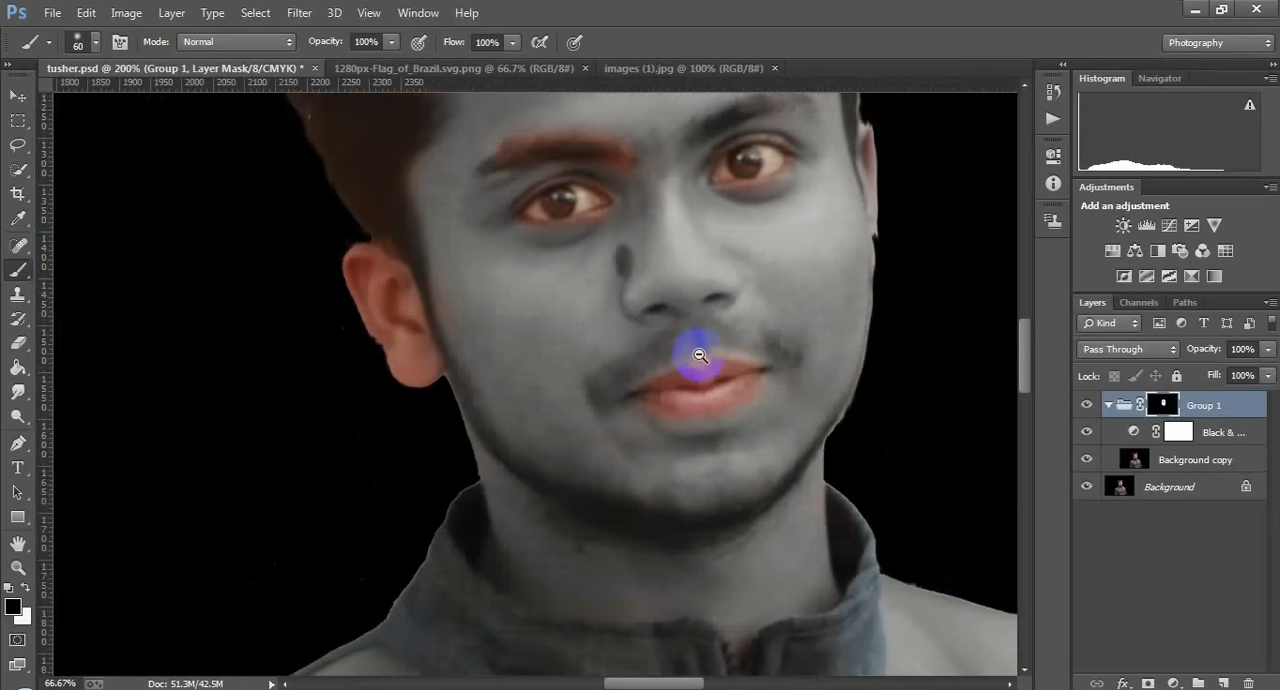 Ps File Edit Image Layer Type Select Filter 3D View Window Help
60 Mode: Normal Opacity: 100% Flow: 100% Photography
tusher.psd @ 200% (Group 1, Layer Mask/8/CMYK) * × 1280px-Flag_of_Brazil.svg.png @ 66.7% (RGB/8#) × images (1).jpg @ 100% (RGB/8#) ×
1800 1850 1900 1950 2000 2050 2100 2150 2200 2250 2300 2350
Histogram Navigator
Adjustments
Add an adjustment
Layers Channels Paths
Kind
Pass Through Opacity: 100%
Lock: Fill: 100%
Group 1
Black & ...
Background copy
Background
66.67% Doc: 51.3M/42.5M